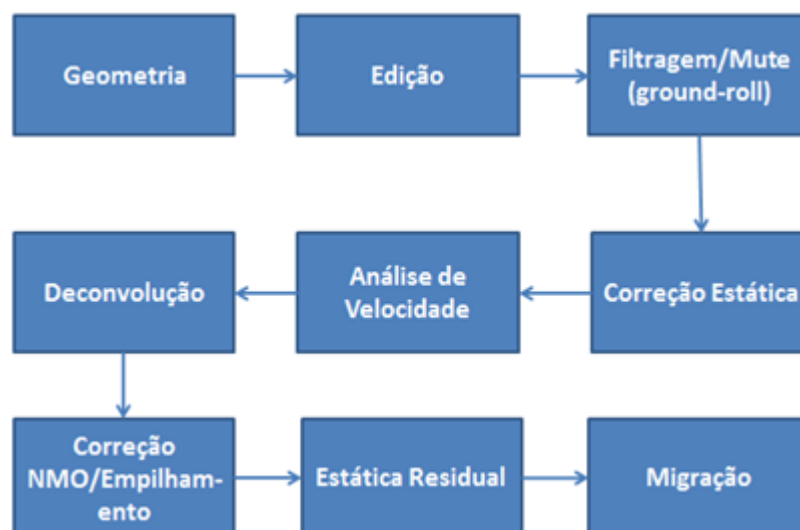 Geometria
Edição
Filtragem/Mute
(ground-roll)
Deconvolução
Análise de
Velocidade
Correção Estática
Correção
NMO/Empilham-
ento
Estática Residual
Migração